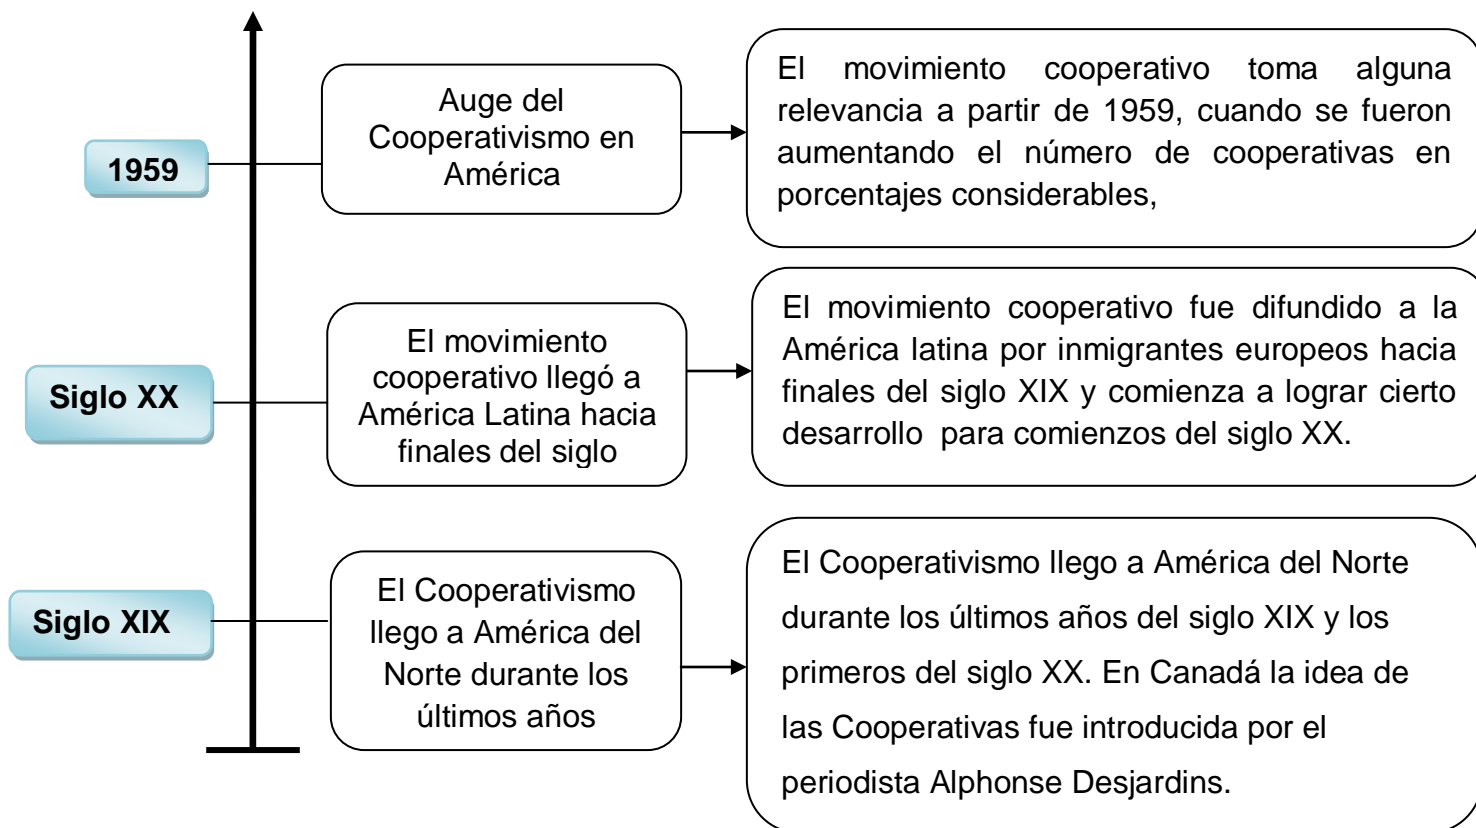 1959
Auge del
Cooperativismo en
América
El movimiento cooperativo toma alguna
relevancia a partir de 1959, cuando se fueron
aumentando el número de cooperativas en
porcentajes considerables,
Siglo XX
El movimiento
cooperativo llegó a
América Latina hacia
finales del siglo
El movimiento cooperativo fue difundido a la
América latina por inmigrantes europeos hacia
finales del siglo XIX y comienza a lograr cierto
desarrollo para comienzos del siglo XX.
Siglo XIX
El Cooperativismo
llego a América del
Norte durante los
últimos años
El Cooperativismo llego a América del Norte
durante los últimos años del siglo XIX y los
primeros del siglo XX. En Canadá la idea de
las Cooperativas fue introducida por el
periodista Alphonse Desjardins.